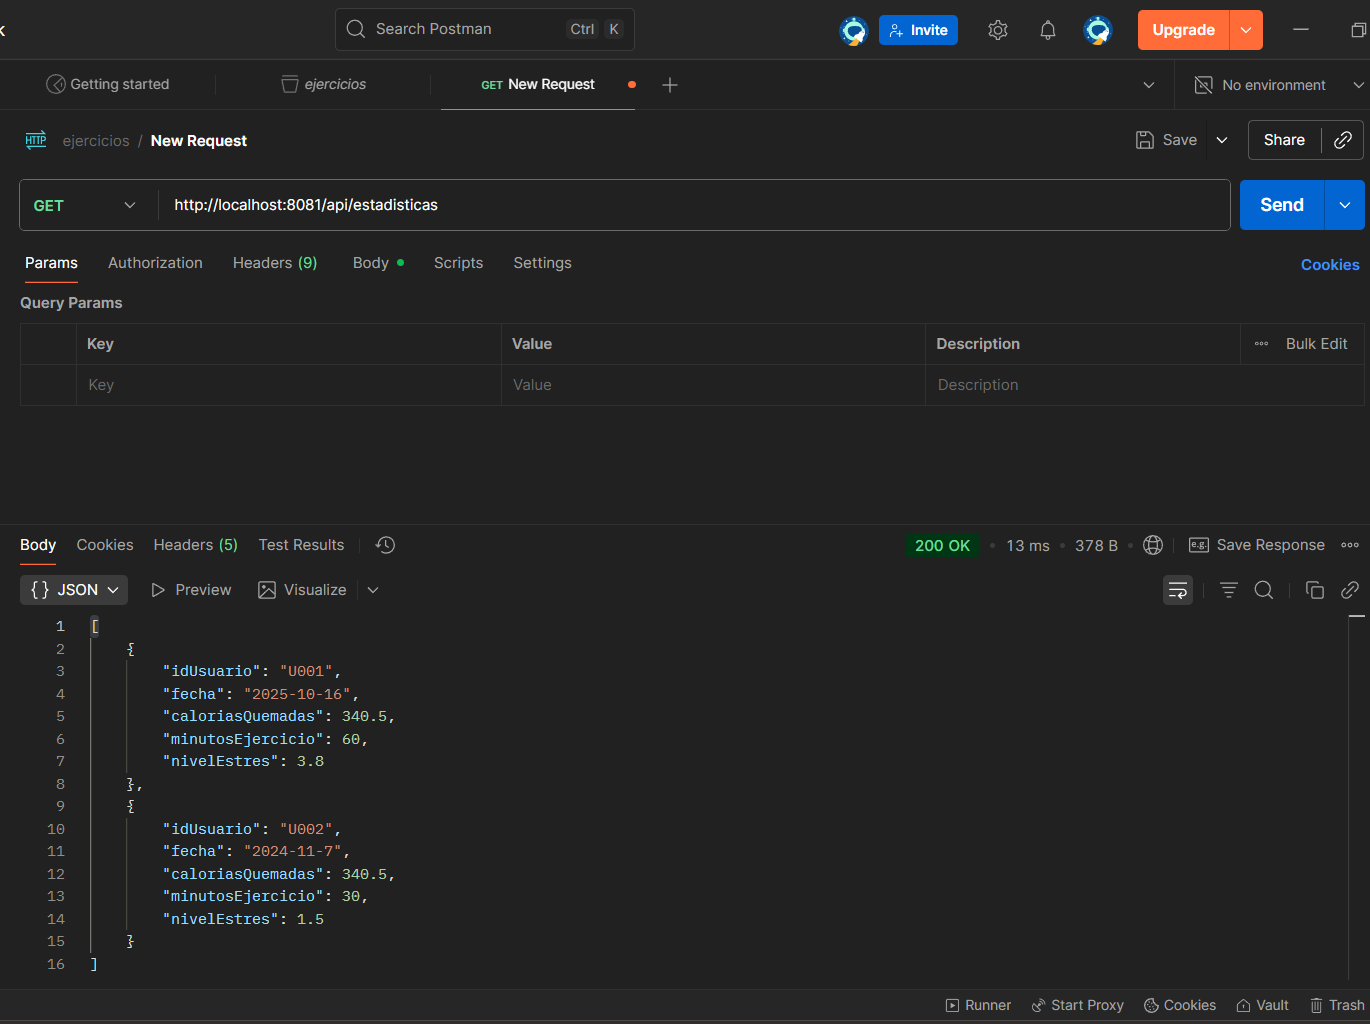 Search Postman Ctrl K Invite Upgrade
Getting started ejercicios GET New Request No environment
HTTP ejercicios / New Request Save Share
GET http://localhost:8081/api/estadisticas Send
Params Authorization Headers (9) Body Scripts Settings Cookies
Query Params
Key Value Description Bulk Edit
Key Value Description
Body Cookies Headers (5) Test Results 200 OK 13 ms 378 B e.g. Save Response
{} JSON Preview Visualize
1 [
2 {
3 "idUsuario": "U001",
4 "fecha": "2025-10-16",
5 "caloriasQuemadas": 340.5,
6 "minutosEjercicio": 60,
7 "nivelEstres": 3.8
8 },
9 {
10 "idUsuario": "U002",
11 "fecha": "2024-11-7",
12 "caloriasQuemadas": 340.5,
13 "minutosEjercicio": 30,
14 "nivelEstres": 1.5
15 }
16 ]
Runner Start Proxy Cookies Vault Trash